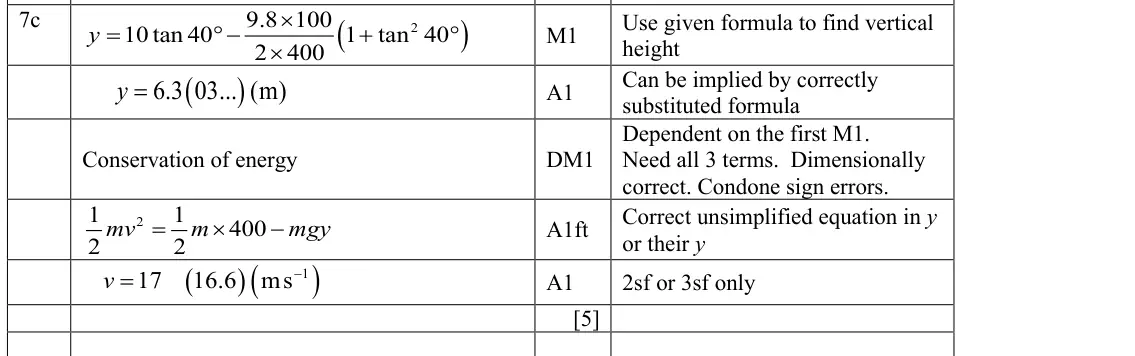 7c y = 10 tan 40° − 9.8×100 / 2×400 (1 + tan² 40°) M1 Use given formula to find vertical
height
y = 6.3(03...)(m) A1 Can be implied by correctly
substituted formula
Conservation of energy DM1 Dependent on the first M1.
Need all 3 terms. Dimensionally
correct. Condone sign errors.
1/2 mv² = 1/2 m × 400 − mgy A1ft Correct unsimplified equation in y
or their y
v = 17 (16.6)(m s⁻¹) A1 2sf or 3sf only
[5]